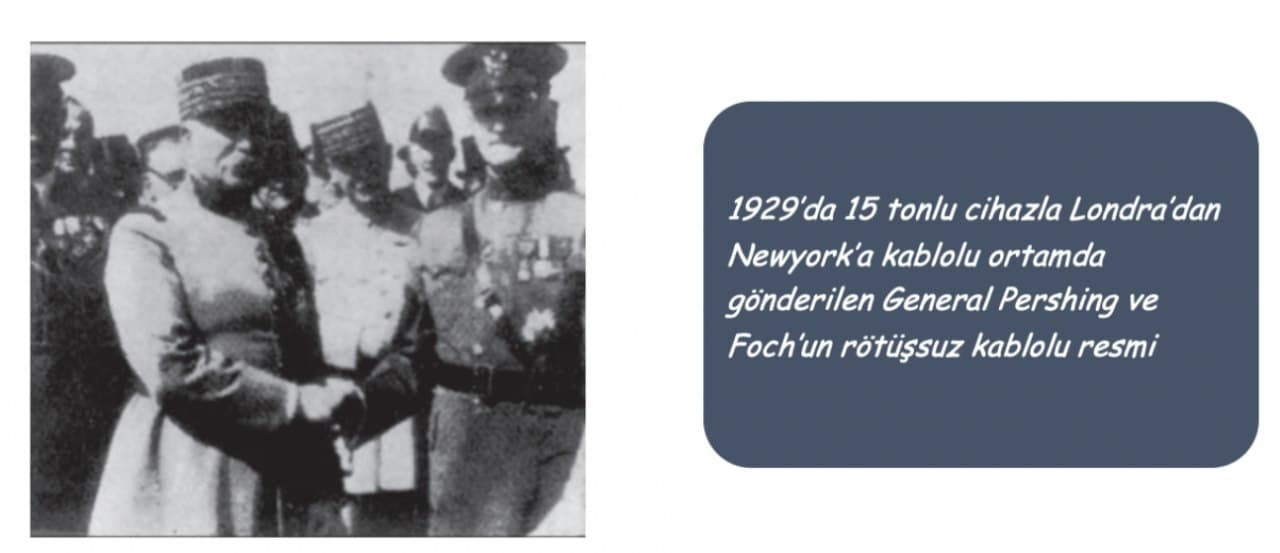 1929'da 15 tonlu cihazla Londra'dan
Newyork'a kablolu ortamda
gönderilen General Pershing ve
Foch'un rötüşsuz kablolu resmi